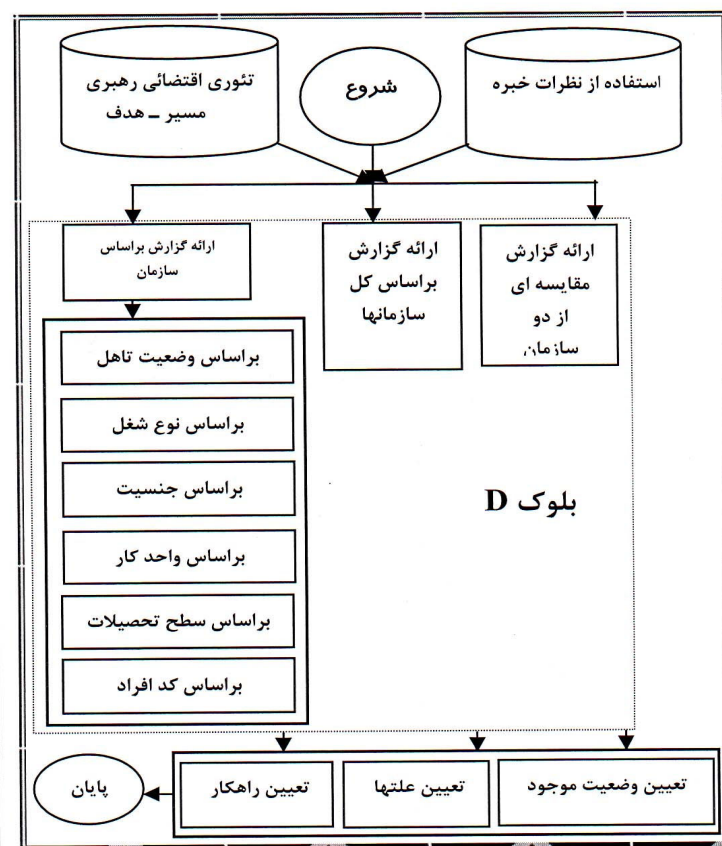 استفاده از نظرات خبره
شروع
تئوری اقتضائی رهبری
مسیر ــ هدف
ارائه گزارش
مقایسه ای
از دو
سازمان
ارائه گزارش
براساس کل
سازمانها
ارائه گزارش براساس
سازمان
براساس وضعیت تاهل
براساس نوع شغل
براساس جنسیت
براساس واحد کار
براساس سطح تحصیلات
براساس کد افراد
بلوک D
تعیین وضعیت موجود
تعیین علتها
تعیین راهکار
پایان